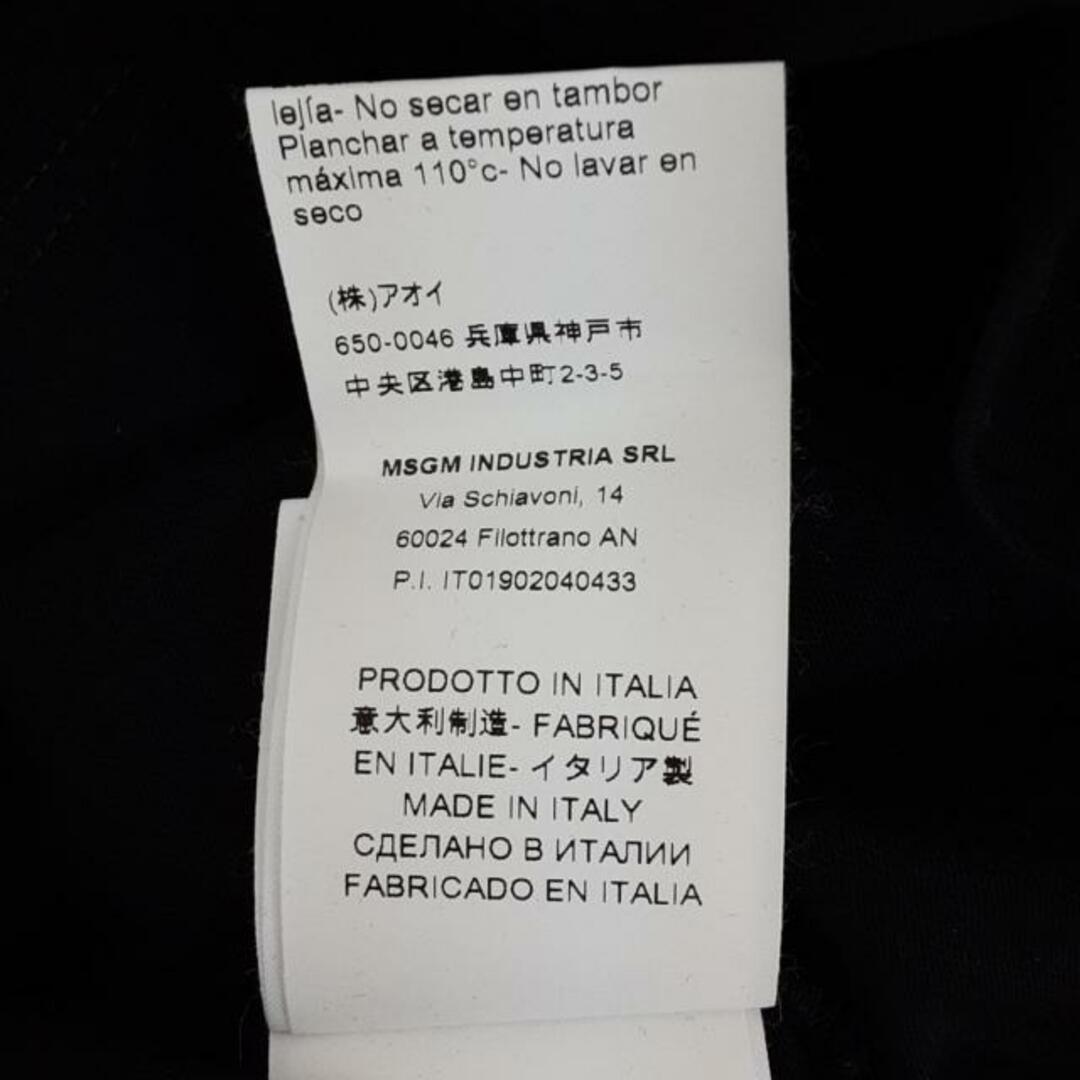 lejía- No secar en tambor
Planchar a temperatura
máxima 110°c- No lavar en
seco
(株)アオイ
650-0046 兵庫県神戸市
中央区港島中町2-3-5
MSGM INDUSTRIA SRL
Via Schiavoni, 14
60024 Filottrano AN
P.I. IT01902040433
PRODOTTO IN ITALIA
意大利制造- FABRIQUÉ
EN ITALIE- イタリア製
MADE IN ITALY
СДЕЛАНО В ИТАЛИИ
FABRICADO EN ITALIA